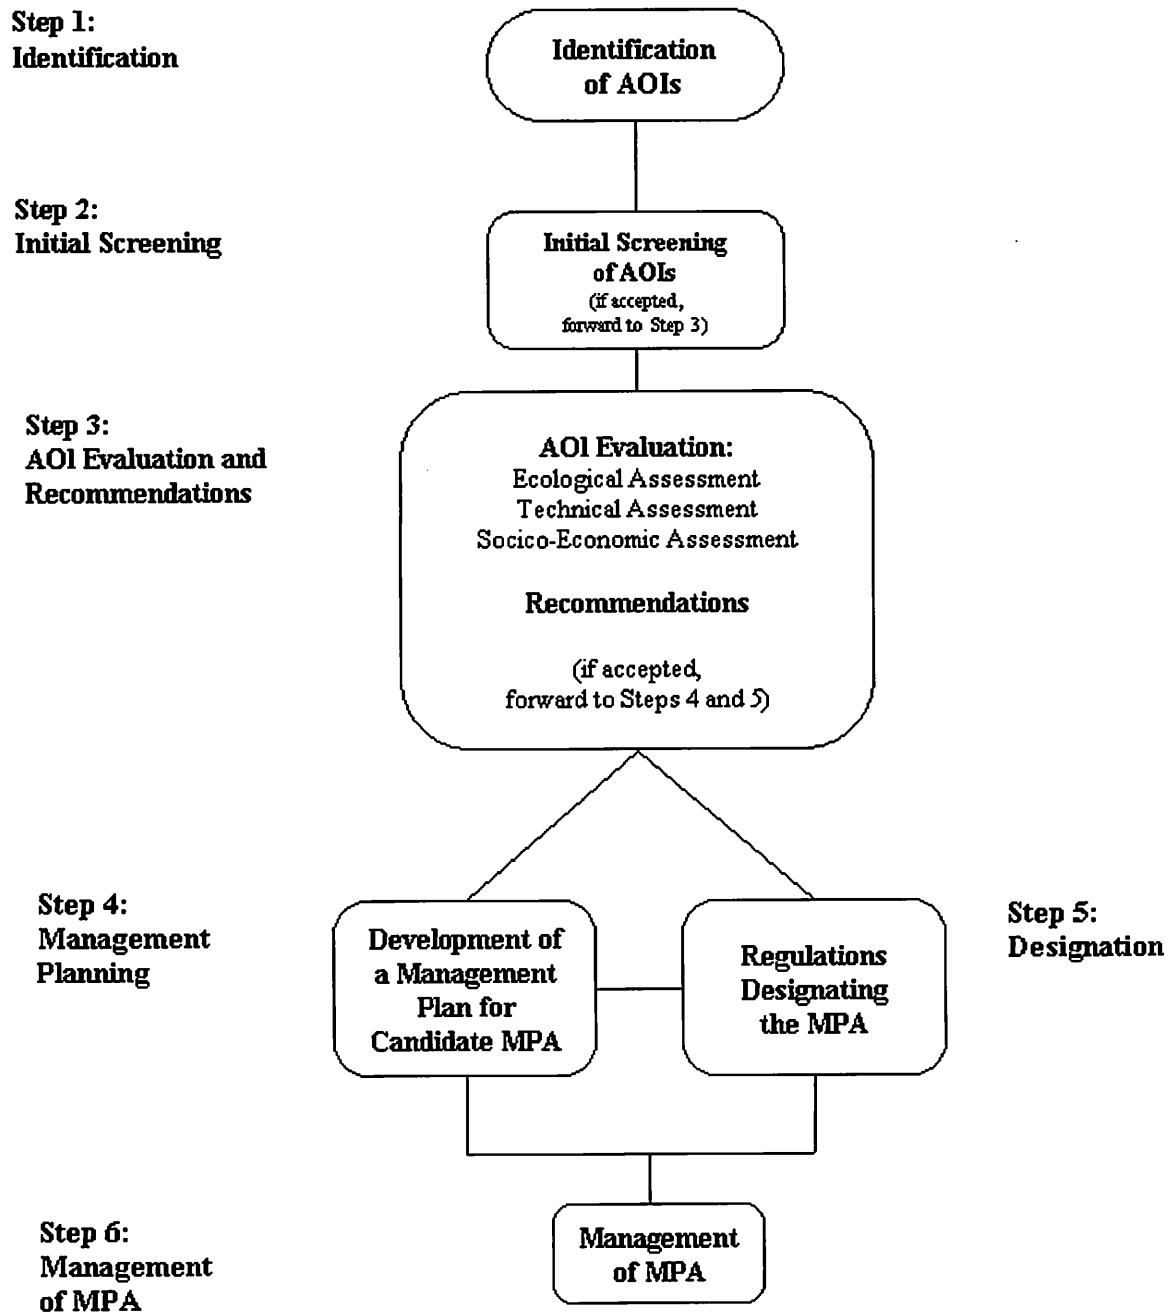 Step 1:
Identification
Identification
of AOIs
Step 2:
Initial Screening
Initial Screening
of AOIs
(if accepted,
forward to Step 3)
Step 3:
AOI Evaluation and
Recommendations
AOI Evaluation:
Ecological Assessment
Technical Assessment
Socico-Economic Assessment
Recommendations
(if accepted,
forward to Steps 4 and 5)
Step 4:
Management
Planning
Development of
a Management
Plan for
Candidate MPA
Regulations
Designating
the MPA
Step 5:
Designation
Step 6:
Management
of MPA
Management
of MPA